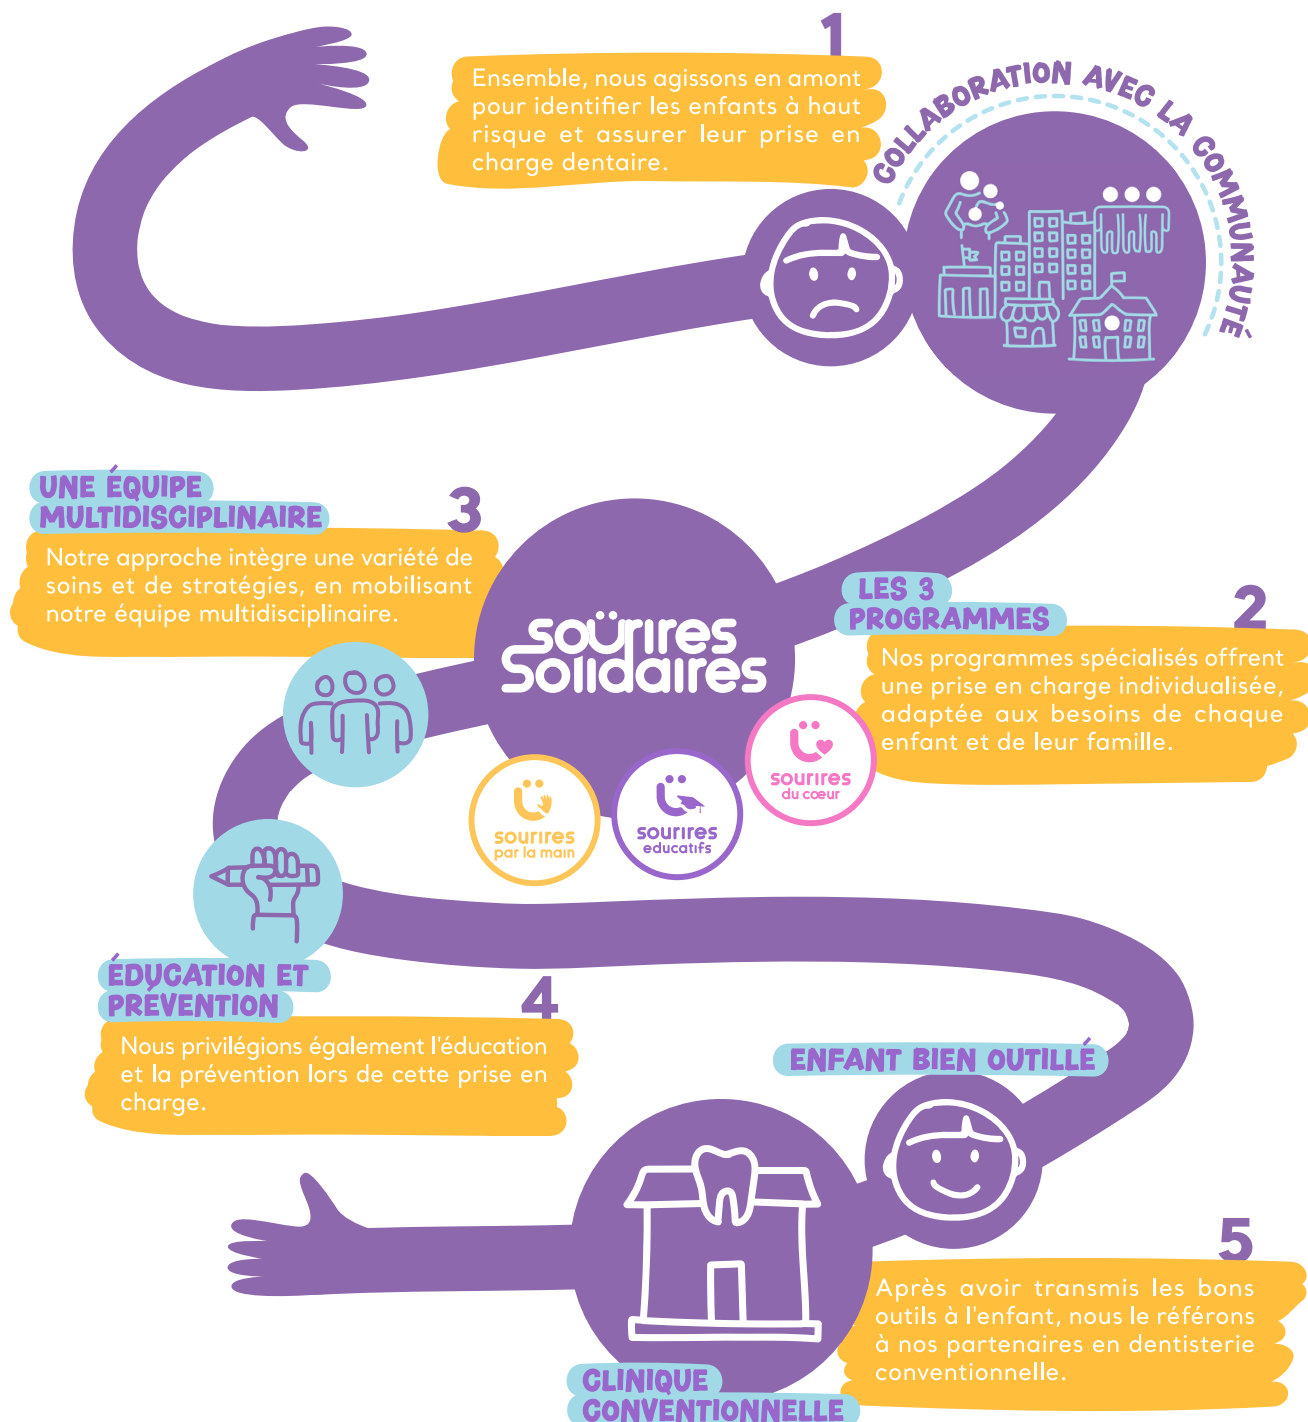 1
Ensemble, nous agissons en amont
pour identifier les enfants à haut
risque et assurer leur prise en
charge dentaire.
COLLABORATION AVEC LA COMMUNAUTÉ
LES 3
PROGRAMMES
2
Nos programmes spécialisés offrent
une prise en charge individualisée,
adaptée aux besoins de chaque
enfant et de leur famille.
soürires
Solidaires
sourires
par la main
sourires
educatifs
sourires
du cœur
UNE ÉQUIPE
MULTIDISCIPLINAIRE
3
Notre approche intègre une variété de
soins et de stratégies, en mobilisant
notre équipe multidisciplinaire.
ÉDUCATION ET
PRÉVENTION
4
Nous privilégions également l'éducation
et la prévention lors de cette prise en
charge.
ENFANT BIEN OUTILLÉ
5
Après avoir transmis les bons
outils à l'enfant, nous le référons
à nos partenaires en dentisterie
conventionnelle.
CLINIQUE
CONVENTIONNELLE